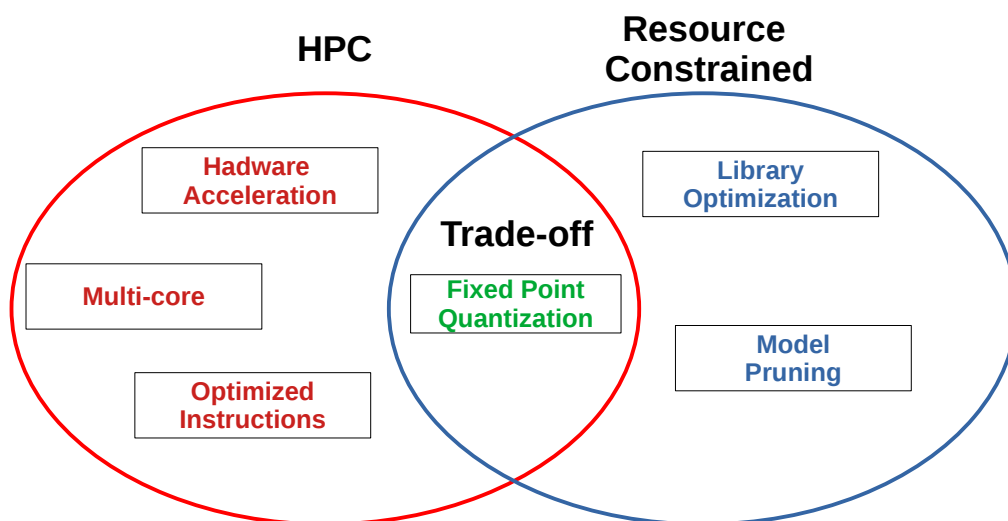 HPC
Resource
Constrained
Hadware
Acceleration
Library
Optimization
Trade-off
Multi-core
Fixed Point
Quantization
Model
Pruning
Optimized
Instructions